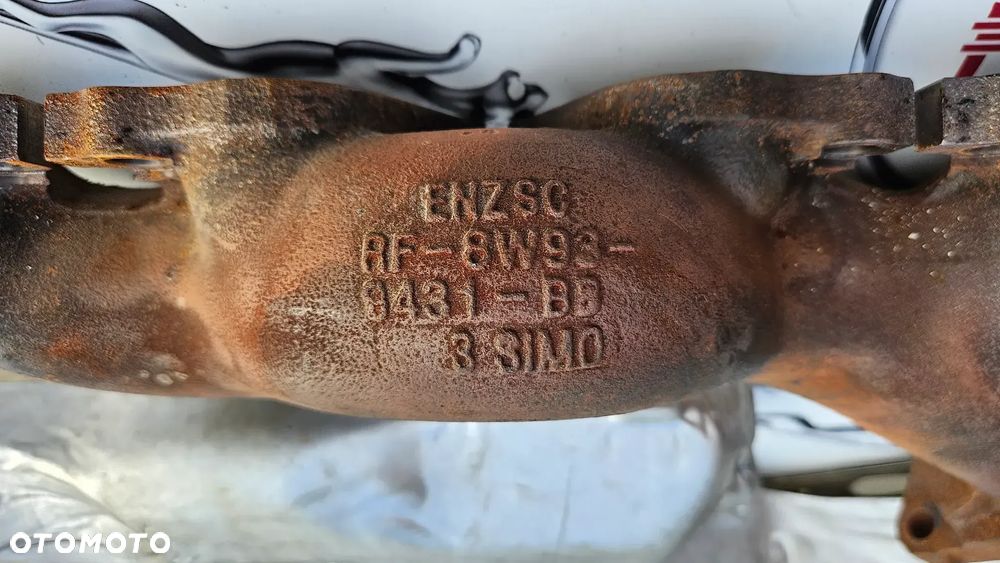 ENZSC
RF-8W93-
9431-BB
3 SIMO
OTOMOTO